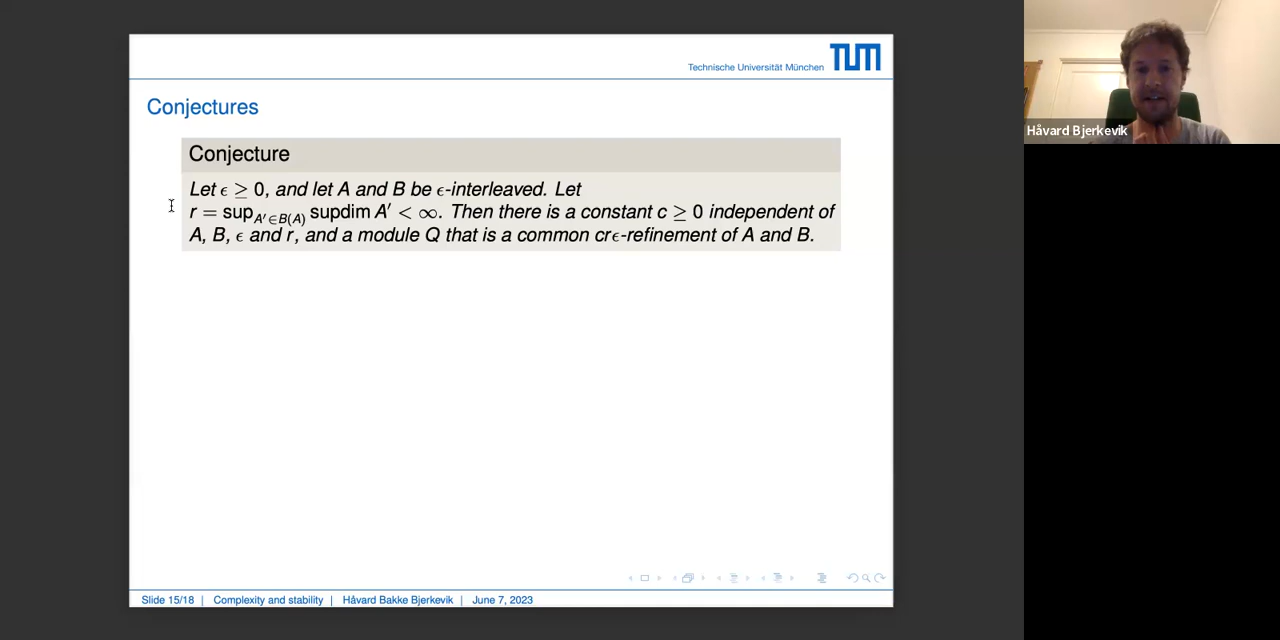 Technische Universität München TUM
Conjectures
Conjecture
Let ϵ ≥ 0, and let A and B be ϵ-interleaved. Let
r = sup_{A′∈B(A)} supdim A′ < ∞. Then there is a constant c ≥ 0 independent of
A, B, ϵ and r, and a module Q that is a common crϵ-refinement of A and B.
Slide 15/18 | Complexity and stability | Håvard Bakke Bjerkevik | June 7, 2023
Håvard Bjerkevik